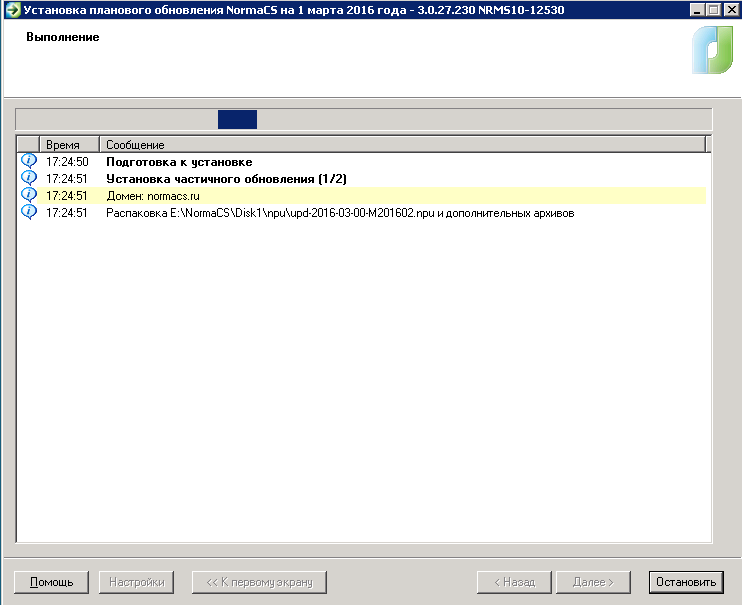 Установка планового обновления NormaCS на 1 марта 2016 года - 3.0.27.230 NRMS10-12530
Выполнение
Время Сообщение
17:24:50 Подготовка к установке
17:24:51 Установка частичного обновления (1/2)
17:24:51 Домен: normacs.ru
17:24:51 Распаковка E:\NormaCS\Disk1\npu\upd-2016-03-00-M201602.npu и дополнительных архивов
Помощь Настройки << К первому экрану < Назад Далее > Остановить